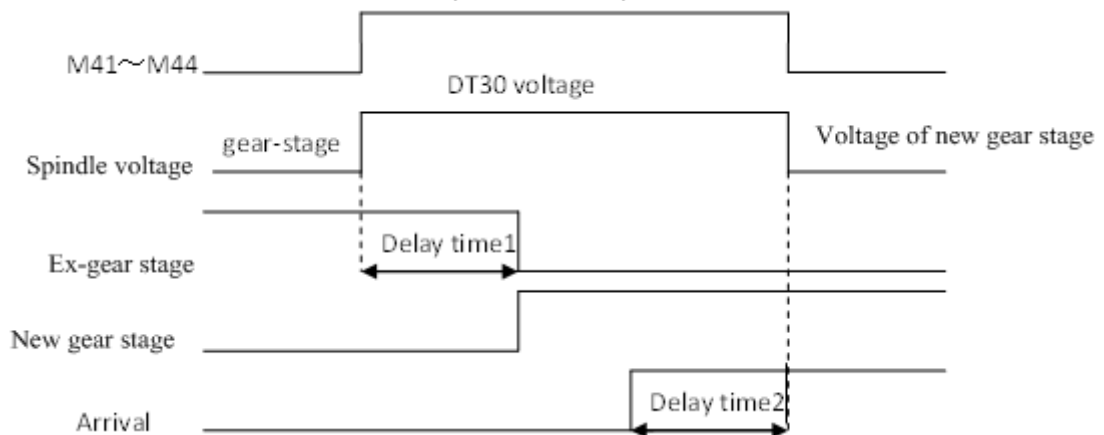 M41～M44
DT30 voltage
gear-stage
Voltage of new gear stage
Spindle voltage
Delay time1
Ex-gear stage
New gear stage
Delay time2
Arrival